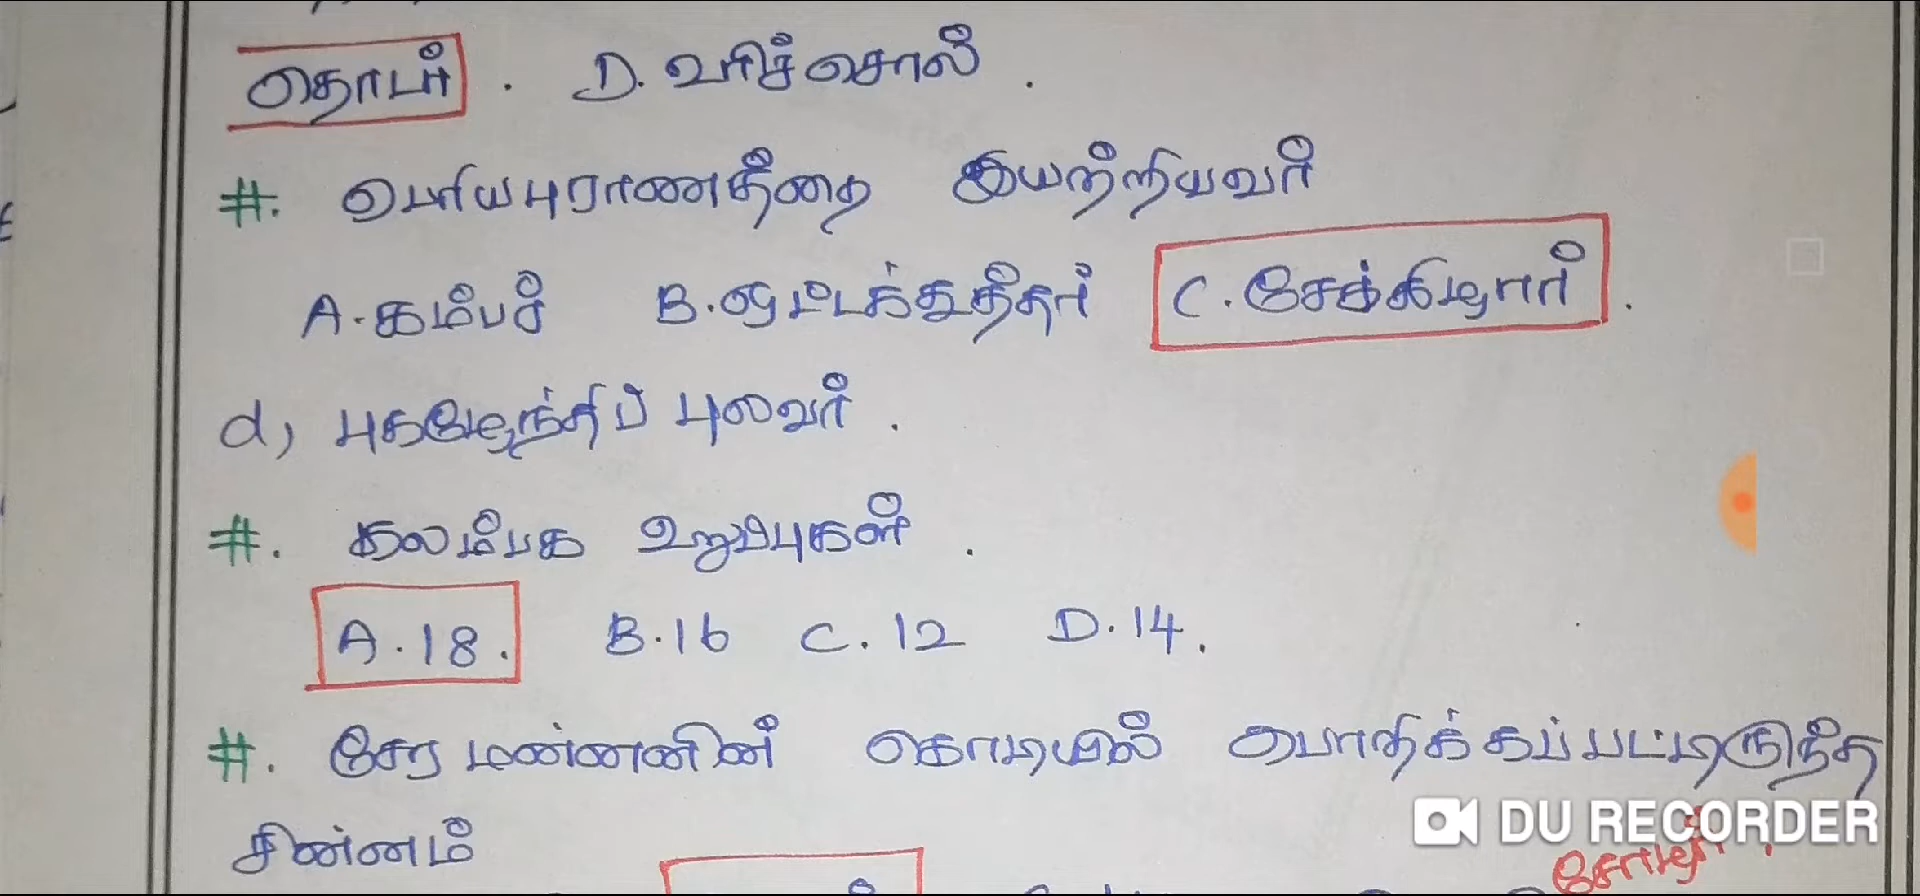 தொடர் . D. வரிச்சொல் .
#. பெரியபுராணத்தை இயற்றியவர்
A. கம்பர் B. ஒட்டக்கூத்தர் C. சேக்கிழார் .
d) புகழேந்திப் புலவர் .
#. கலம்பக உறுப்புகள் .
A. 18. B. 16 C. 12 D. 14.
#. சேர மன்னனின் கொடியில் பொதிக்கப்பட்டிருந்த
சின்னம்
DU RECORDER